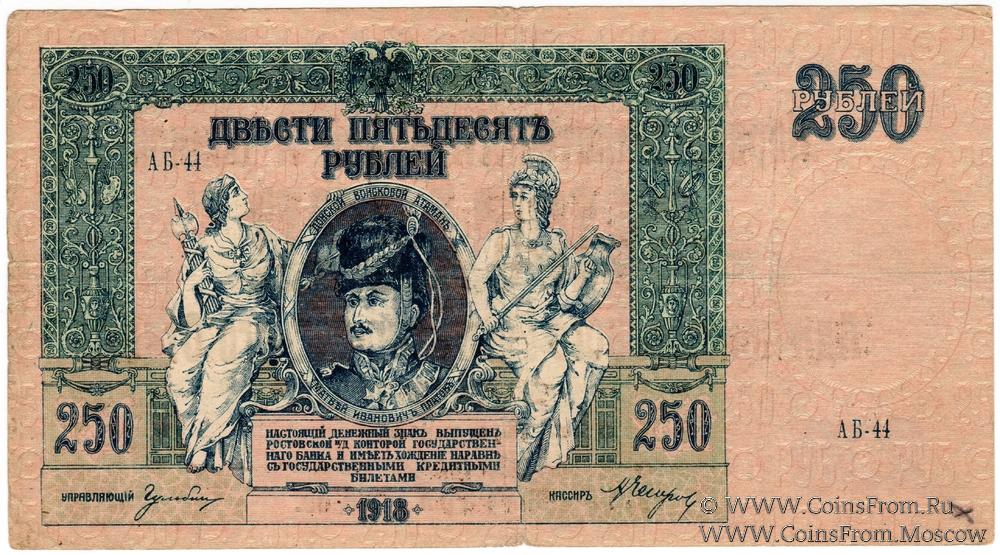 250
250
250
РУБЛЕЙ
ДВѢСТИ ПЯТЬДЕСЯТЪ
РУБЛЕЙ
АБ-44
ДОНСКОЙ ВОЙСКОВОЙ АТАМАНЪ
МАТВѢЙ ИВАНОВИЧЪ ПЛАТОВЪ
250
250
АБ-44
НАСТОЯЩІЙ ДЕНЕЖНЫЙ ЗНАКЪ ВЫПУЩЕНЪ
РОСТОВСКОЙ Н/Д КОНТОРОЙ ГОСУДАРСТВЕН-
НАГО БАНКА И ИМѢЕТЪ ХОЖДЕНІЕ НАРАВНѢ
СЪ ГОСУДАРСТВЕННЫМИ КРЕДИТНЫМИ
БИЛЕТАМИ
УПРАВЛЯЮЩІЙ
КАССИРЪ
1918
© WWW.COINSFROM.RU
WWW.COINSFROM.MOSCOW